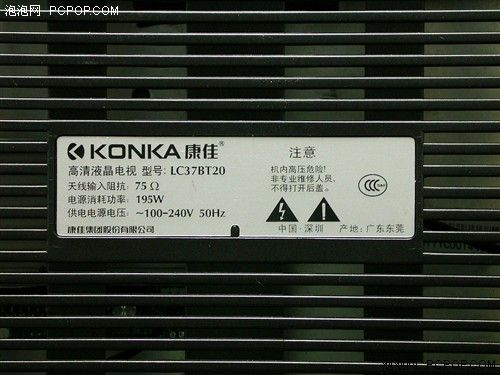 泡泡网 PCPOP.COM
KONKA 康佳®
高清液晶电视 型号: LC37BT20
天线输入阻抗: 75 Ω
电源消耗功率: 195W
供电电源电压: ~100-240V 50Hz
康佳集团股份有限公司
注意
机内高压危险!
非专业维修人员,
不得打开后盖。
中国·深圳 产地: 广东东莞